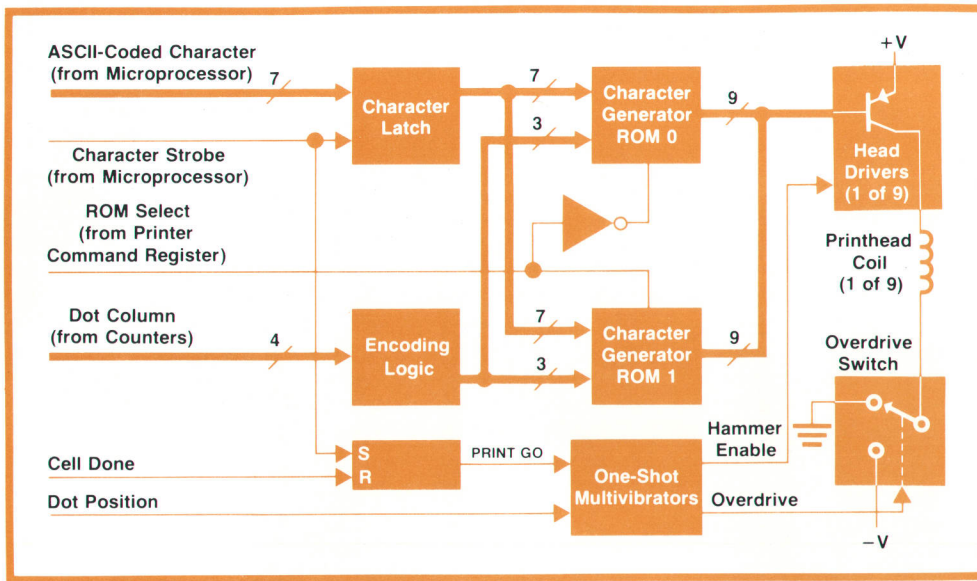 ASCII-Coded Character
(from Microprocessor)
7
Character
Latch
Character Strobe
(from Microprocessor)
ROM Select
(from Printer
Command Register)
7
3
Character
Generator
ROM 0
9
+V
Head
Drivers
(1 of 9)
Printhead
Coil
(1 of 9)
Dot Column
(from Counters)
4
Encoding
Logic
7
3
Character
Generator
ROM 1
9
Overdrive
Switch
Cell Done
Dot Position
S
R
PRINT GO
One-Shot
Multivibrators
Hammer
Enable
Overdrive
–V